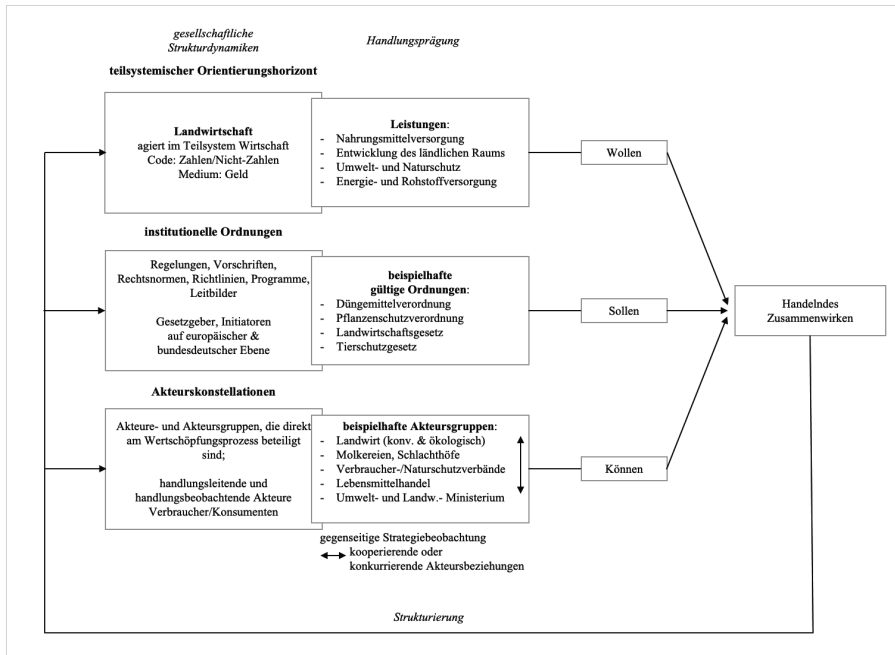 gesellschaftliche
Strukturdynamiken
Handlungsprägung
teilsystemischer Orientierungshorizont
Landwirtschaft
agiert im Teilsystem Wirtschaft
Code: Zahlen/Nicht-Zahlen
Medium: Geld
Leistungen:
- Nahrungsmittelversorgung
- Entwicklung des ländlichen Raums
- Umwelt- und Naturschutz
- Energie- und Rohstoffversorgung
Wollen
institutionelle Ordnungen
Regelungen, Vorschriften,
Rechtsnormen, Richtlinien, Programme,
Leitbilder
Gesetzgeber, Initiatoren
auf europäischer &
bundesdeutscher Ebene
beispielhafte
gültige Ordnungen:
- Düngemittelverordnung
- Pflanzenschutzverordnung
- Landwirtschaftsgesetz
- Tierschutzgesetz
Sollen
Handelndes
Zusammenwirken
Akteurskonstellationen
Akteure- und Akteursgruppen, die direkt
am Wertschöpfungsprozess beteiligt
sind;
handlungsleitende und
handlungsbeobachtende Akteure
Verbraucher/Konsumenten
beispielhafte Akteursgruppen:
- Landwirt (konv. & ökologisch)
- Molkereien, Schlachthöfe
- Verbraucher-/Naturschutzverbände
- Lebensmittelhandel
- Umwelt- und Landw.- Ministerium
Können
gegenseitige Strategiebeobachtung
kooperierende oder
konkurrierende Akteursbeziehungen
Strukturierung